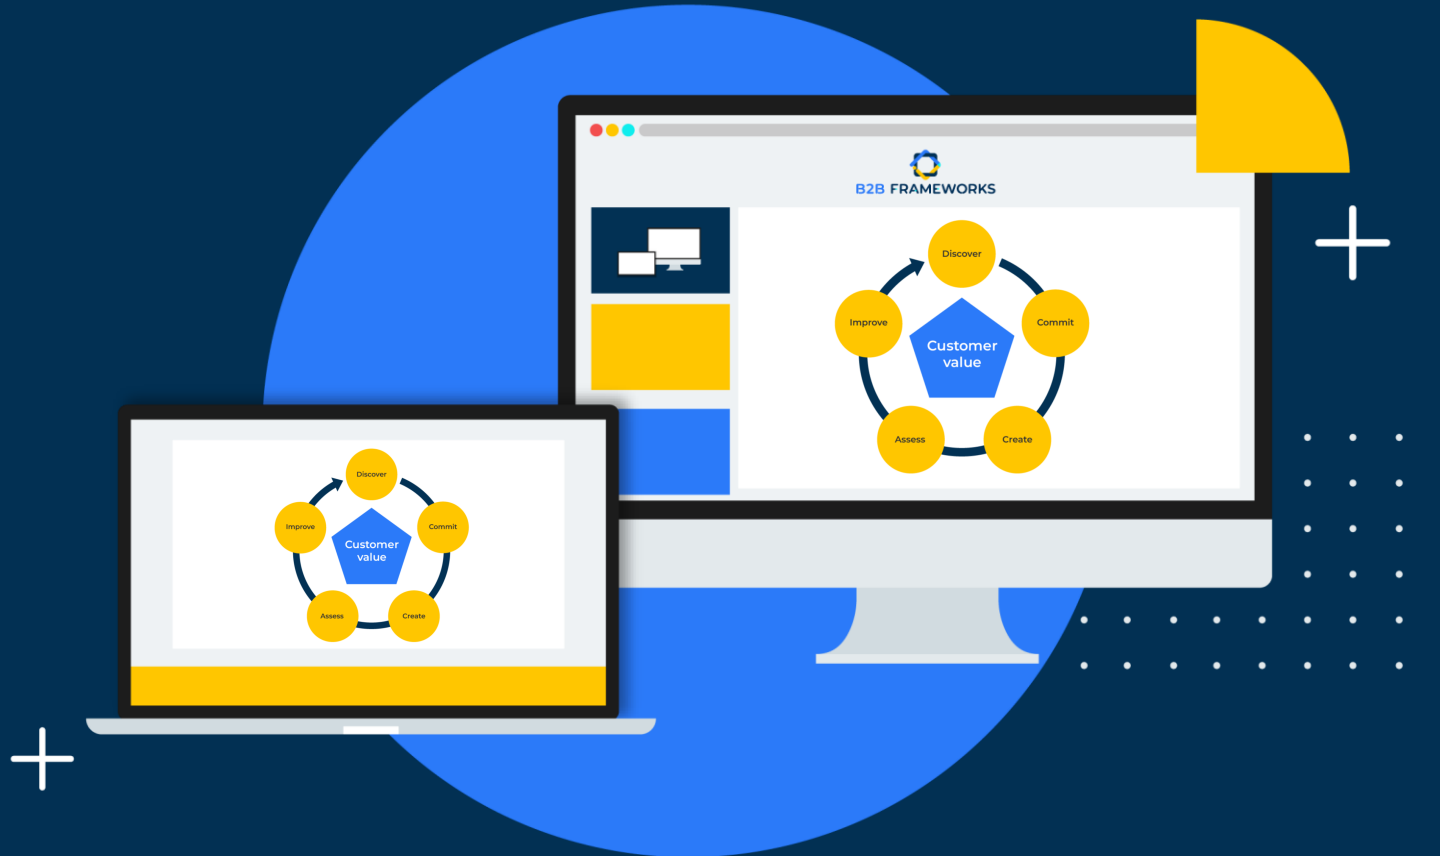 B2B FRAMEWORKS
Discover
Improve
Commit
Customer
value
Assess
Create
Discover
Improve
Commit
Customer
value
Assess
Create